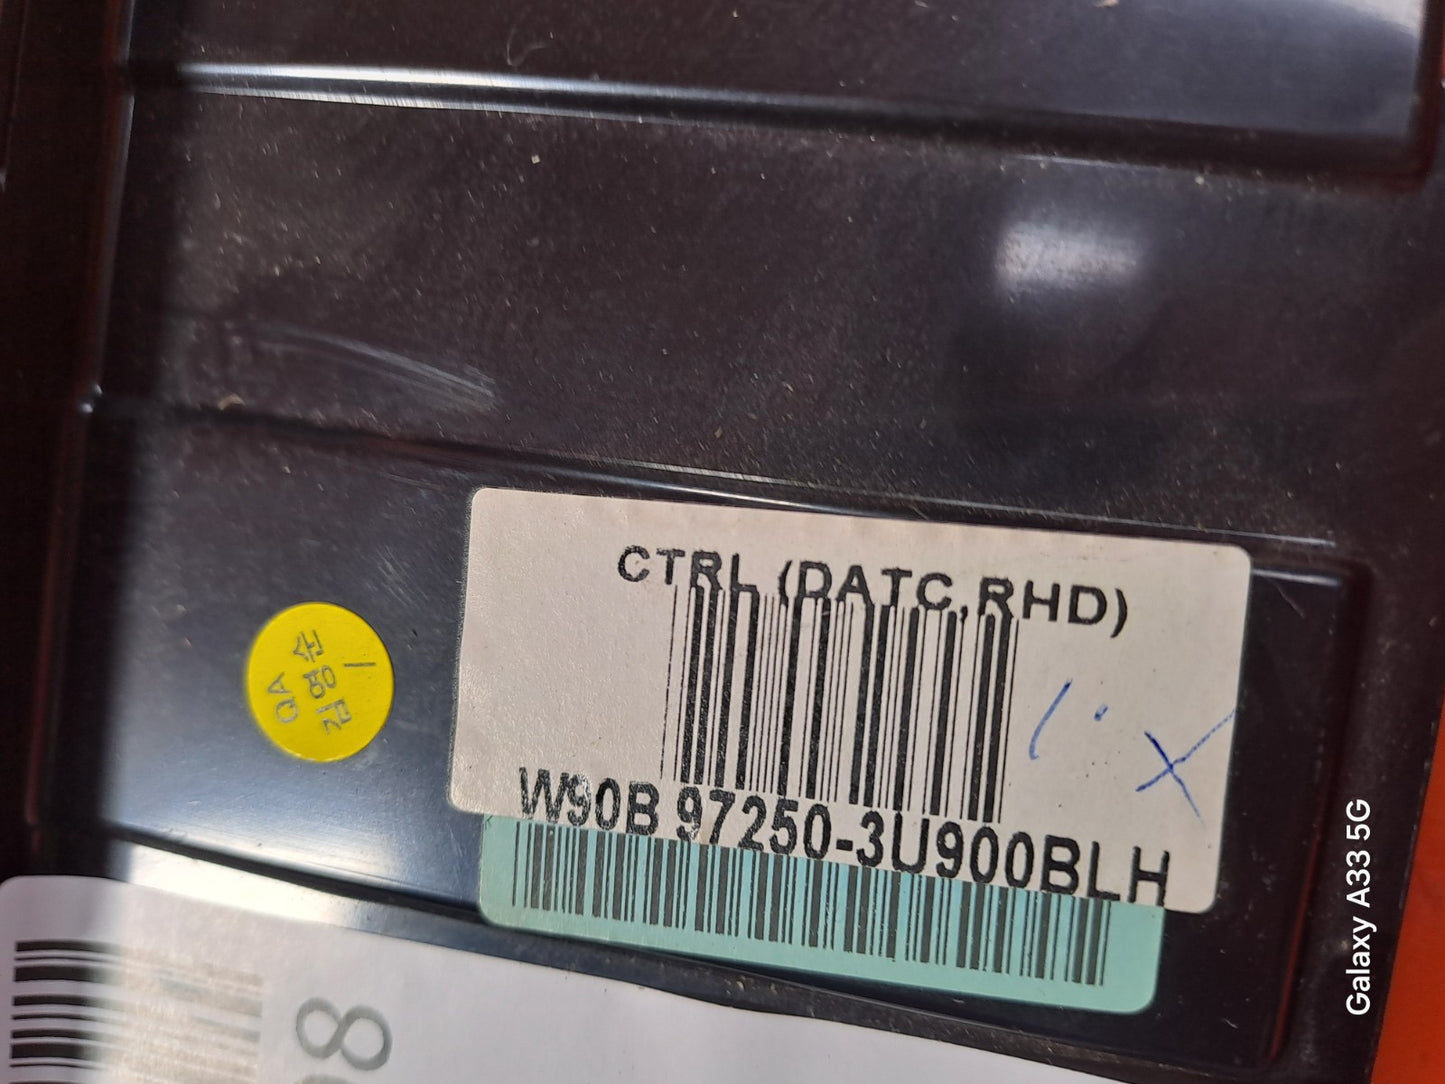 CTRL (DATC,RHD)
W90B 97250-3U900BLH
QA
김영수
Galaxy A33 5G